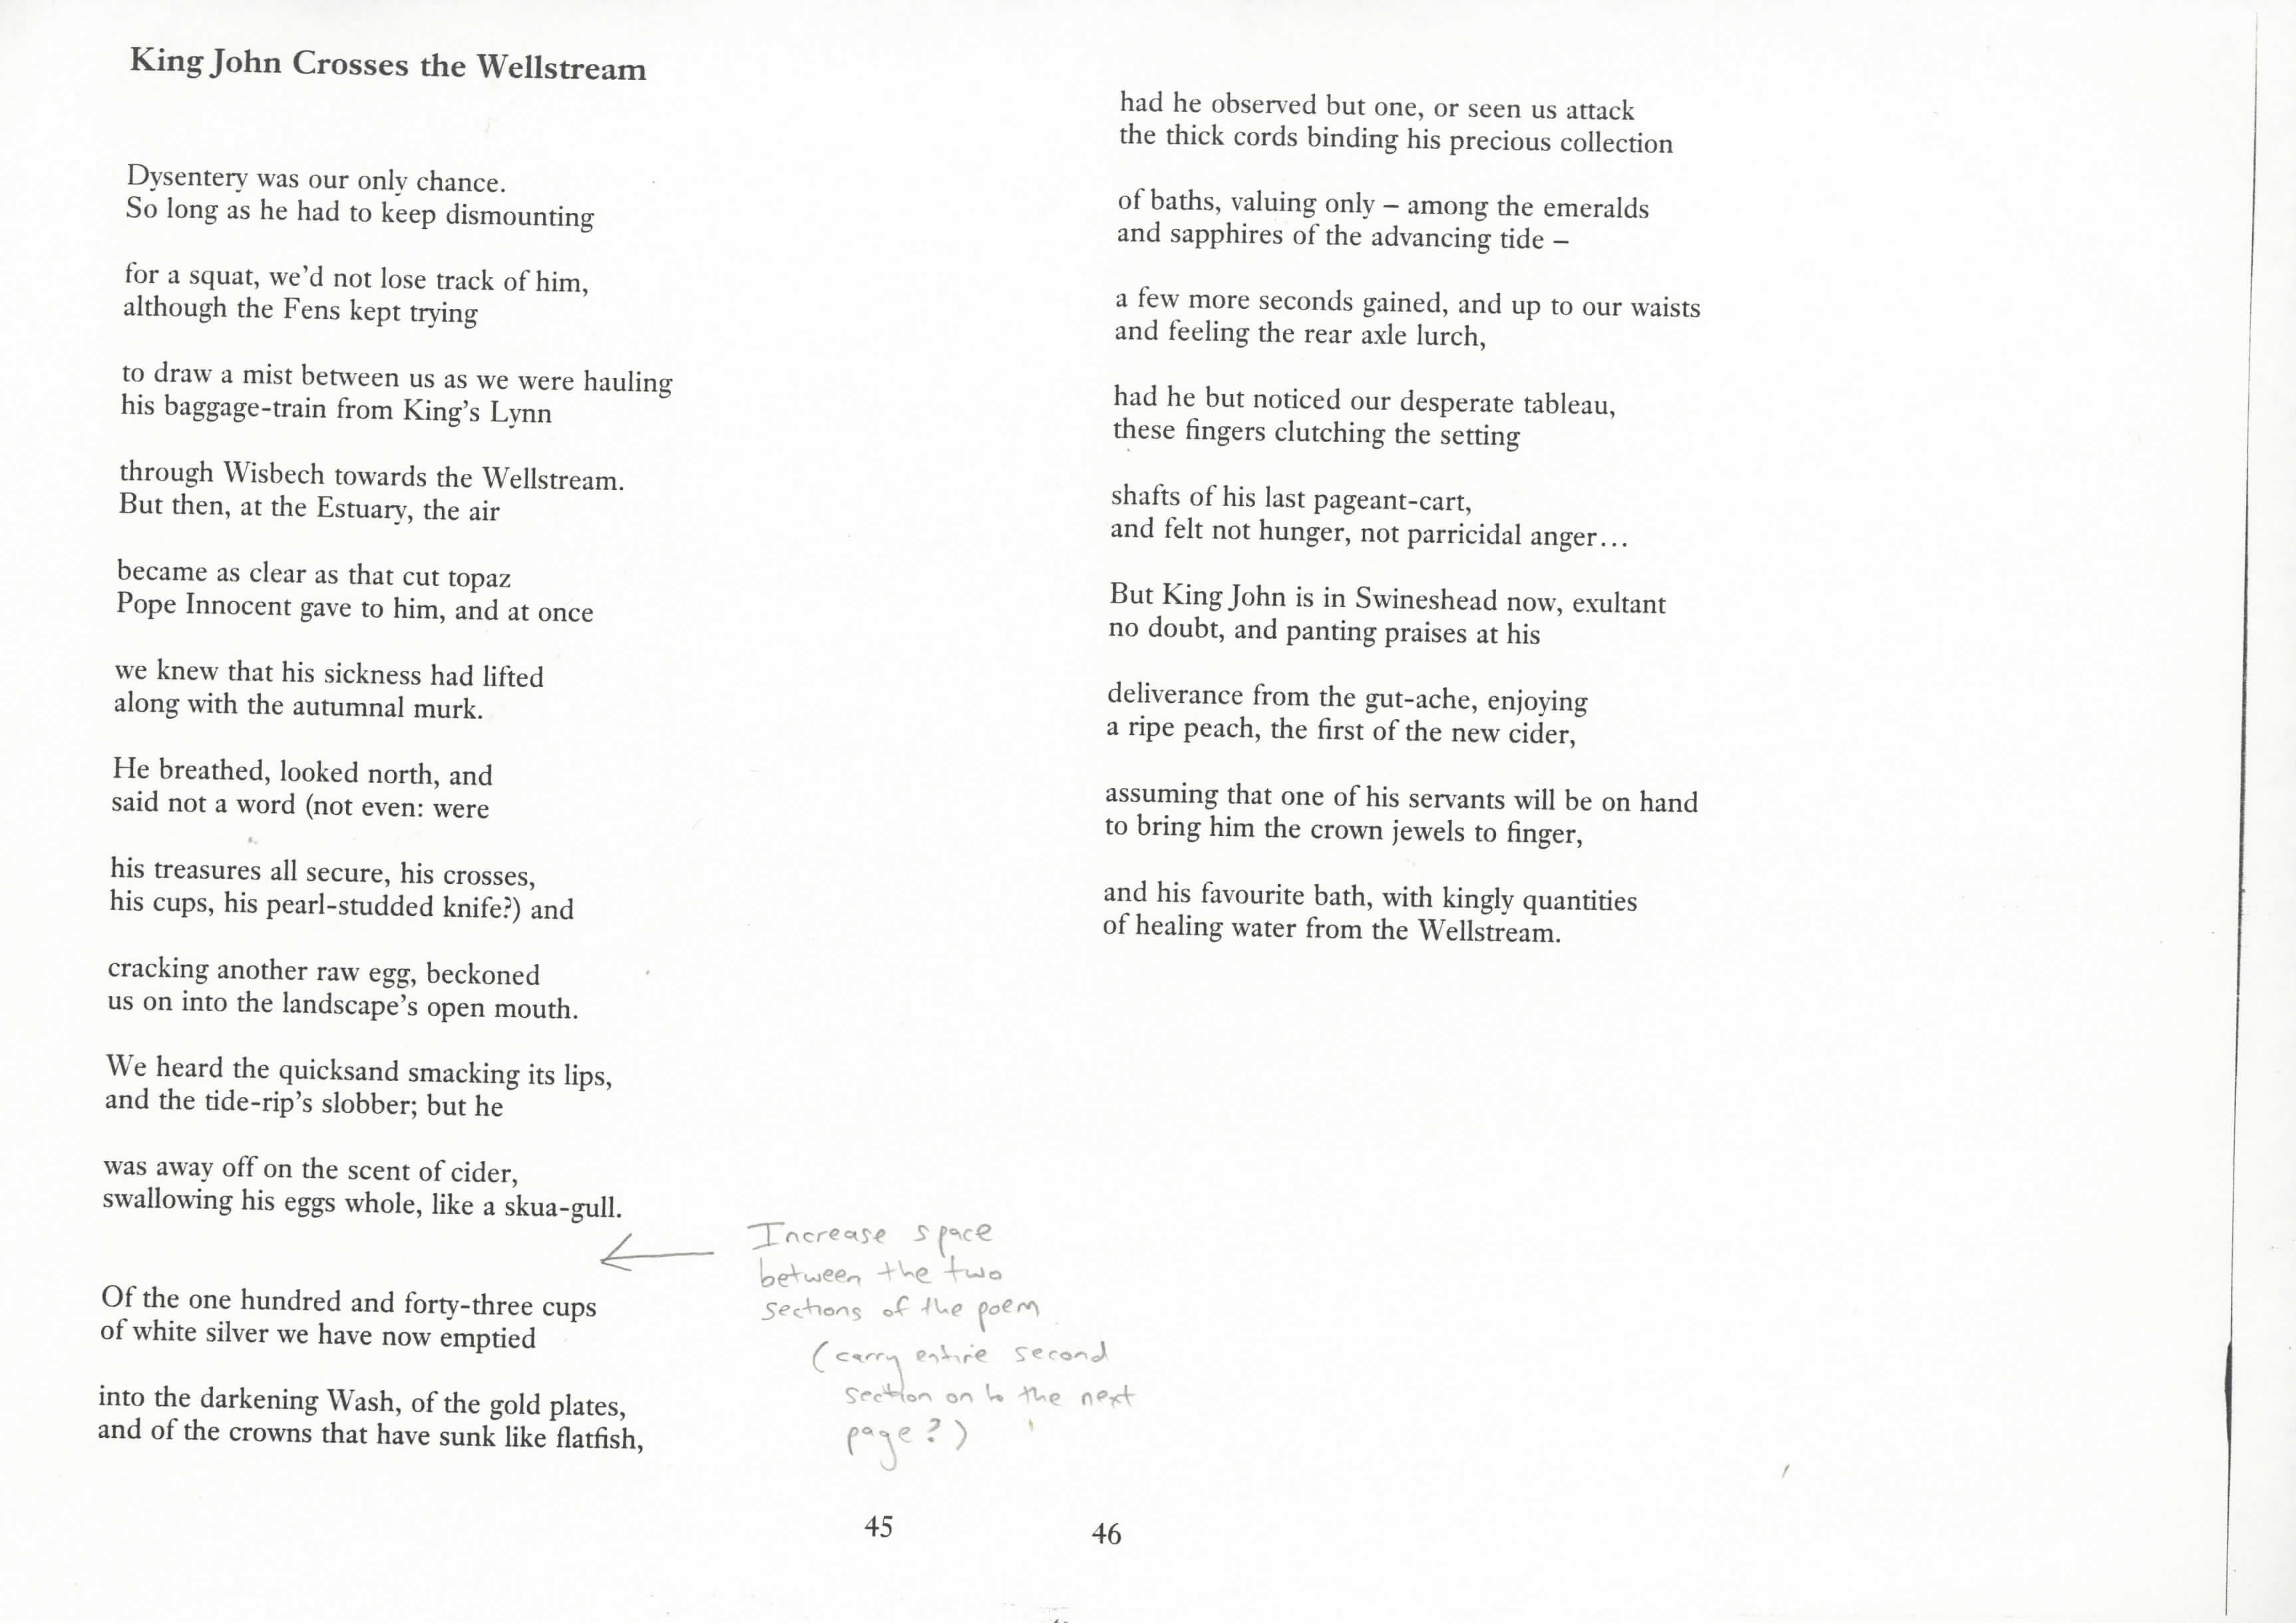 King John Crosses the Wellstream
Dysentery was our only chance.
So long as he had to keep dismounting
for a squat, we'd not lose track of him,
although the Fens kept trying
to draw a mist between us as we were hauling
his baggage-train from King's Lynn
through Wisbech towards the Wellstream.
But then, at the Estuary, the air
became as clear as that cut topaz
Pope Innocent gave to him, and at once
we knew that his sickness had lifted
along with the autumnal murk.
He breathed, looked north, and
said not a word (not even: were
his treasures all secure, his crosses,
his cups, his pearl-studded knife?) and
cracking another raw egg, beckoned
us on into the landscape's open mouth.
We heard the quicksand smacking its lips,
and the tide-rip's slobber; but he
was away off on the scent of cider,
swallowing his eggs whole, like a skua-gull.
Increase space
between the two
sections of the poem
(carry entire second
section on to the next
page?)
Of the one hundred and forty-three cups
of white silver we have now emptied
into the darkening Wash, of the gold plates,
and of the crowns that have sunk like flatfish,
45
had he observed but one, or seen us attack
the thick cords binding his precious collection
of baths, valuing only – among the emeralds
and sapphires of the advancing tide –
a few more seconds gained, and up to our waists
and feeling the rear axle lurch,
had he but noticed our desperate tableau,
these fingers clutching the setting
shafts of his last pageant-cart,
and felt not hunger, not parricidal anger…
But King John is in Swineshead now, exultant
no doubt, and panting praises at his
deliverance from the gut-ache, enjoying
a ripe peach, the first of the new cider,
assuming that one of his servants will be on hand
to bring him the crown jewels to finger,
and his favourite bath, with kingly quantities
of healing water from the Wellstream.
46